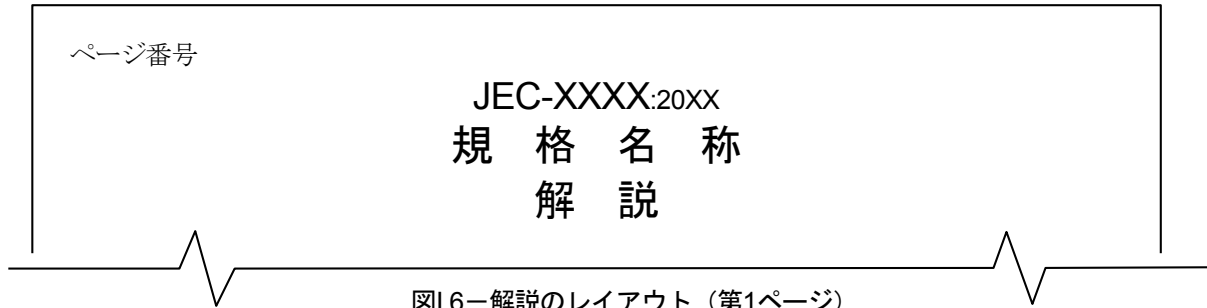 ページ番号
JEC-XXXX:20XX
規 格 名 称
解 説
図L6－解説のレイアウト（第1ページ）